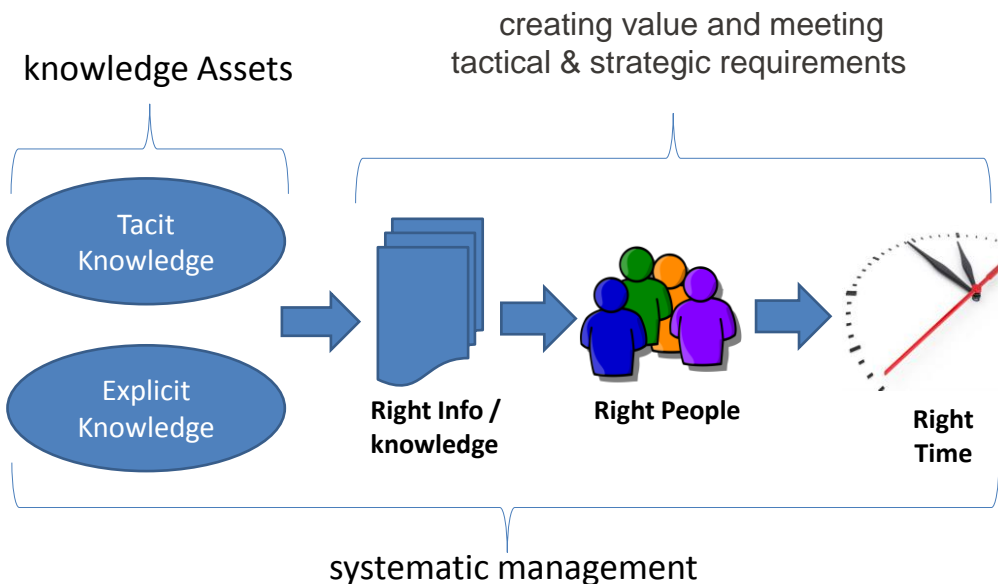 creating value and meeting
tactical & strategic requirements
knowledge Assets
Tacit
Knowledge
Explicit
Knowledge
Right Info /
knowledge
Right People
Right
Time
systematic management